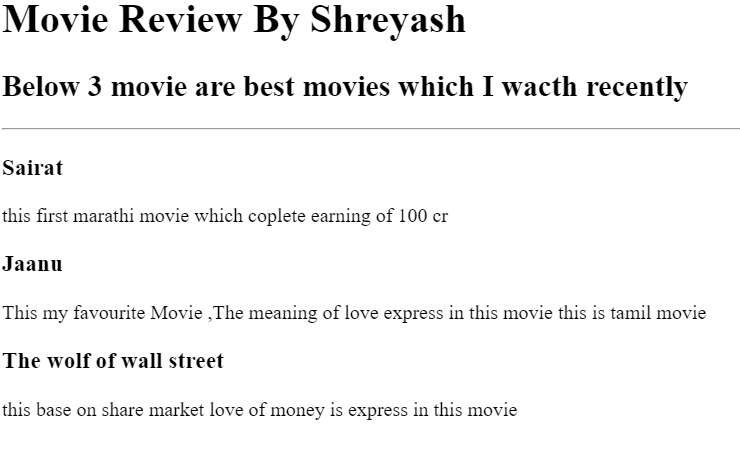 Movie Review By Shreyash
Below 3 movie are best movies which I wacth recently
Sairat
this first marathi movie which coplete earning of 100 cr
Jaanu
This my favourite Movie ,The meaning of love express in this movie this is tamil movie
The wolf of wall street
this base on share market love of money is express in this movie